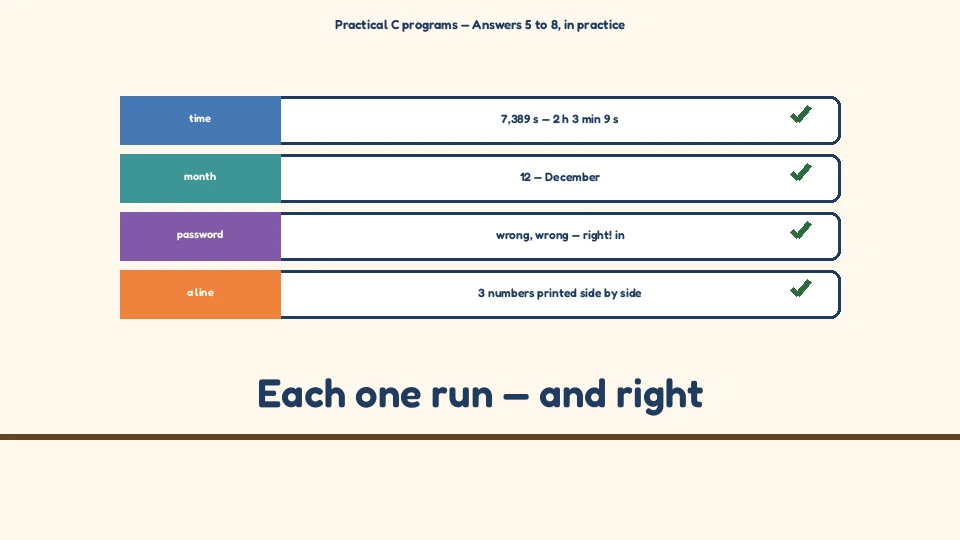 Practical C programs — Answers 5 to 8, in practice
time
7,389 s — 2 h 3 min 9 s
month
12 — December
password
wrong, wrong — right! in
a line
3 numbers printed side by side
Each one run — and right